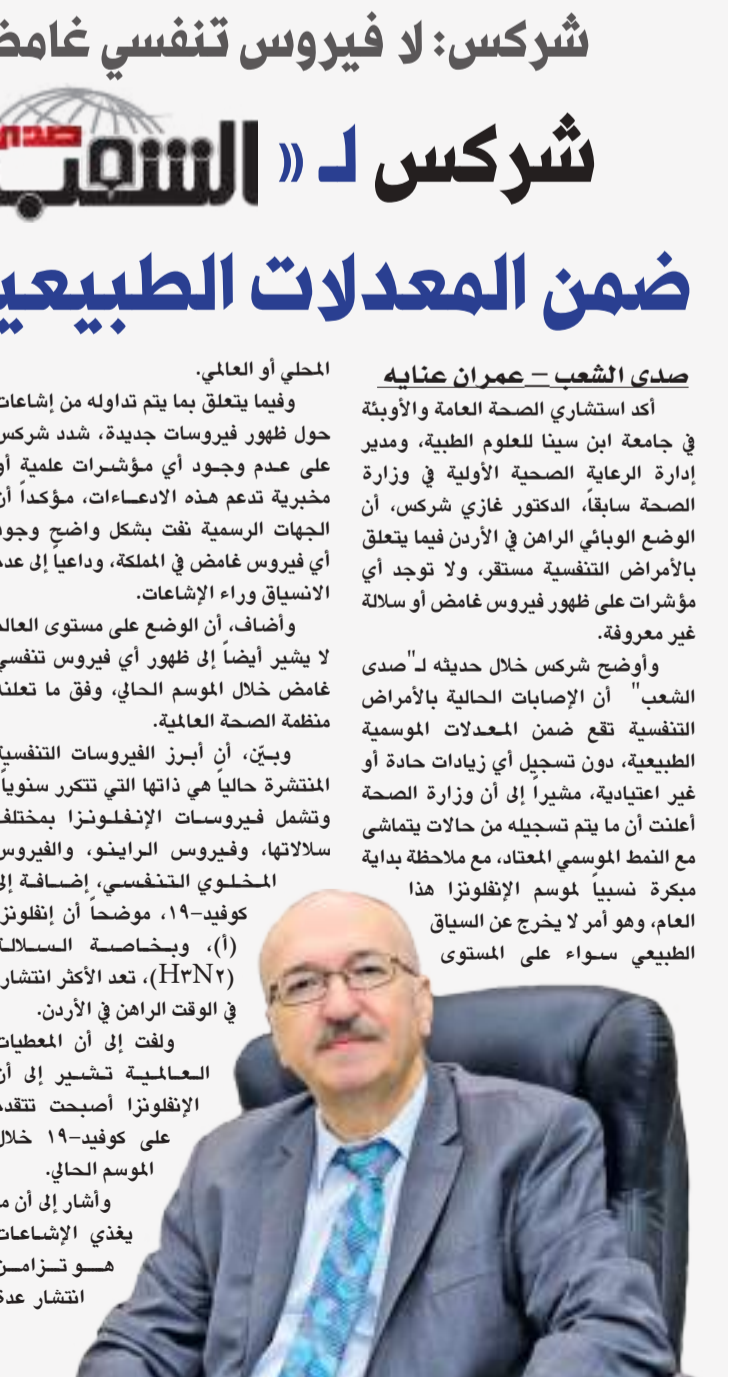 شركس: لا فيروس تنفسي غامض
شركس لـ « صدى الشعب
ضمن المعدلات الطبيعي
صدى الشعب – عمران عنايه
أكد استشاري الصحة العامة والأوبئة
في جامعة ابن سينا للعلوم الطبية، ومدير
إدارة الرعاية الصحية الأولية في وزارة
الصحة سابقاً، الدكتور غازي شركس، أن
الوضع الوبائي الراهن في الأردن فيما يتعلق
بالأمراض التنفسية مستقر، ولا توجد أي
مؤشرات على ظهور فيروس غامض أو سلالة
غير معروفة.
وأوضح شركس خلال حديثه لـ"صدى
الشعب" أن الإصابات الحالية بالأمراض
التنفسية تقع ضمن المعدلات الموسمية
الطبيعية، دون تسجيل أي زيادات حادة أو
غير اعتيادية، مشيراً إلى أن وزارة الصحة
أعلنت أن ما يتم تسجيله من حالات يتماشى
مع النمط الموسمي المعتاد، مع ملاحظة بداية
مبكرة نسبياً لموسم الإنفلونزا هذا
العام، وهو أمر لا يخرج عن السياق
الطبيعي سواء على المستوى
المحلي أو العالمي.
وفيما يتعلق بما يتم تداوله من إشاعات
حول ظهور فيروسات جديدة، شدد شركس
على عدم وجود أي مؤشرات علمية أو
مخبرية تدعم هذه الادعاءات، مؤكداً أن
الجهات الرسمية نفت بشكل واضح وجود
أي فيروس غامض في المملكة، وداعياً إلى عدم
الانسياق وراء الإشاعات.
وأضاف، أن الوضع على مستوى العالم
لا يشير أيضاً إلى ظهور أي فيروس تنفسي
غامض خلال الموسم الحالي، وفق ما تعلنه
منظمة الصحة العالمية.
وبيّن، أن أبرز الفيروسات التنفسية
المنتشرة حالياً هي ذاتها التي تتكرر سنوياً،
وتشمل فيروسات الإنفلونزا بمختلف
سلالاتها، وفيروس الراينو، والفيروس
المخلوي التنفسي، إضافة إلى
كوفيد-١٩، موضحاً أن إنفلونزا
(أ)، وبخاصة السلالة
(H٣N٢)، تعد الأكثر انتشار
في الوقت الراهن في الأردن.
ولفت إلى أن المعطيات
العالمية تشير إلى أن
الإنفلونزا أصبحت تتقدم
على كوفيد-١٩ خلال
الموسم الحالي.
وأشار إلى أن ما
يغذي الإشاعات
هو تزامن
انتشار عدة